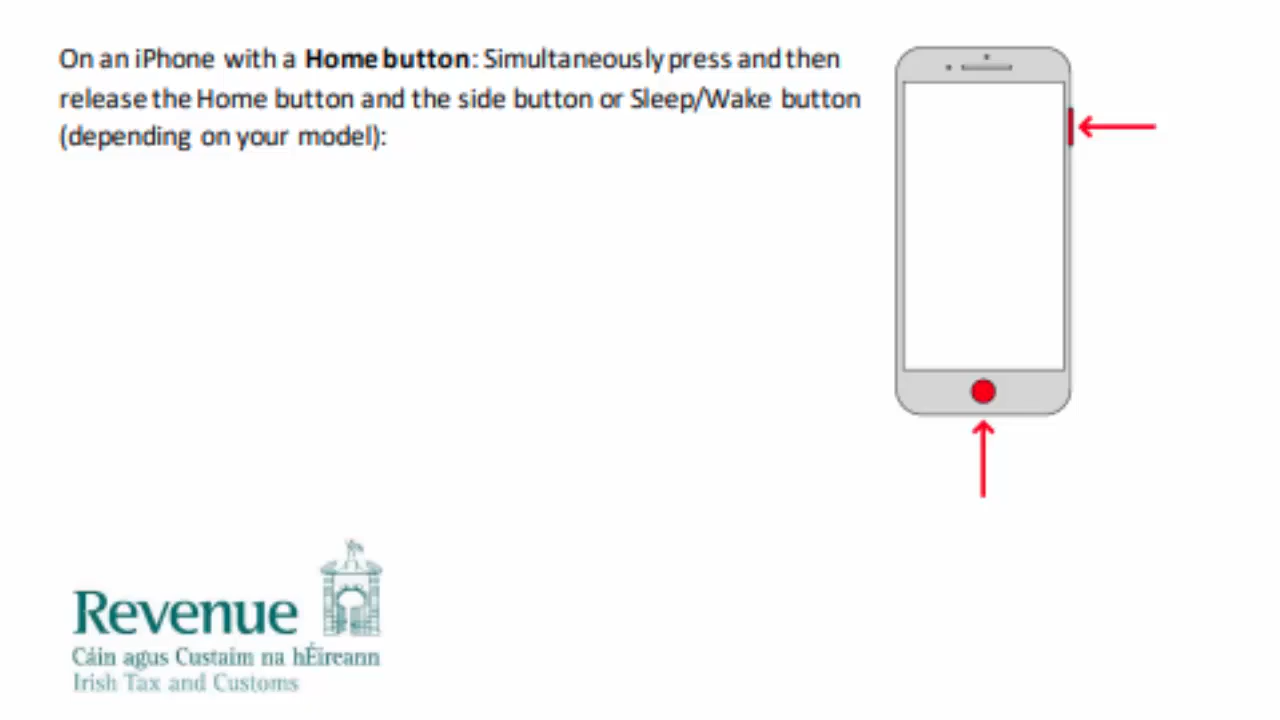 On an iPhone with a Home button: Simultaneously press and then
release the Home button and the side button or Sleep/Wake button
(depending on your model):
Revenue
Cáin agus Custaim na hÉireann
Irish Tax and Customs